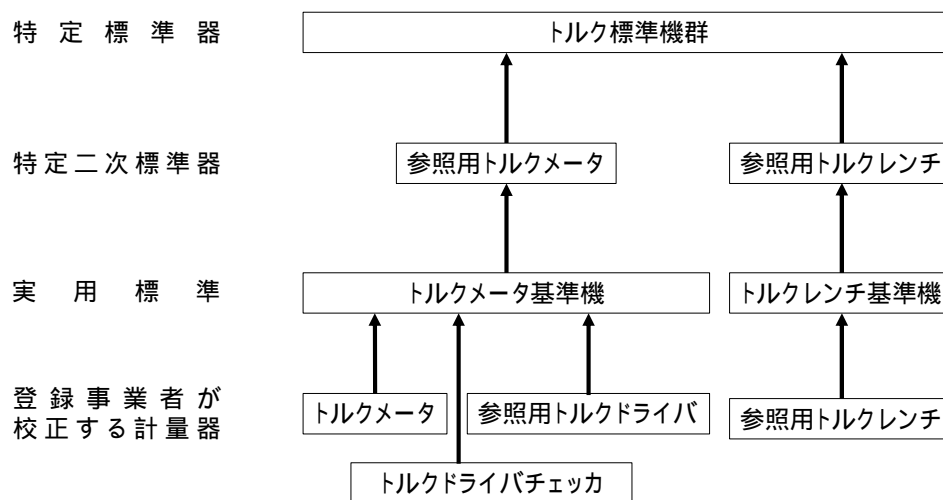 特定標準器
トルク標準機群
特定二次標準器
参照用トルクメータ
参照用トルクレンチ
実用標準
トルクメータ基準機
トルクレンチ基準機
登録事業者が
校正する計量器
トルクメータ
参照用トルクドライバ
参照用トルクレンチ
トルクドライバチェッカ